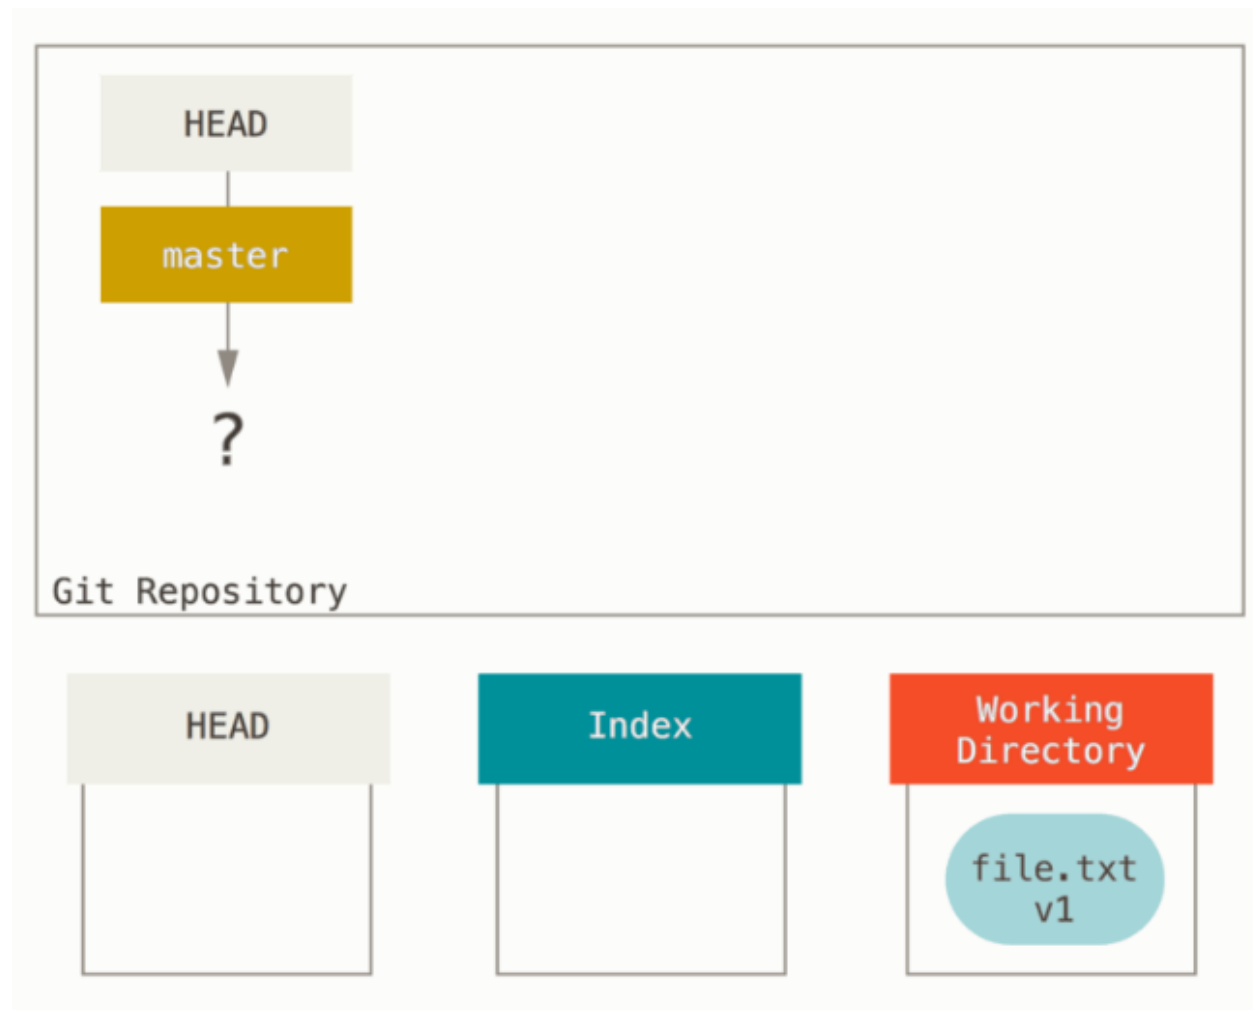 HEAD
master
?
Git Repository
HEAD
Index
Working
Directory
file.txt
v1